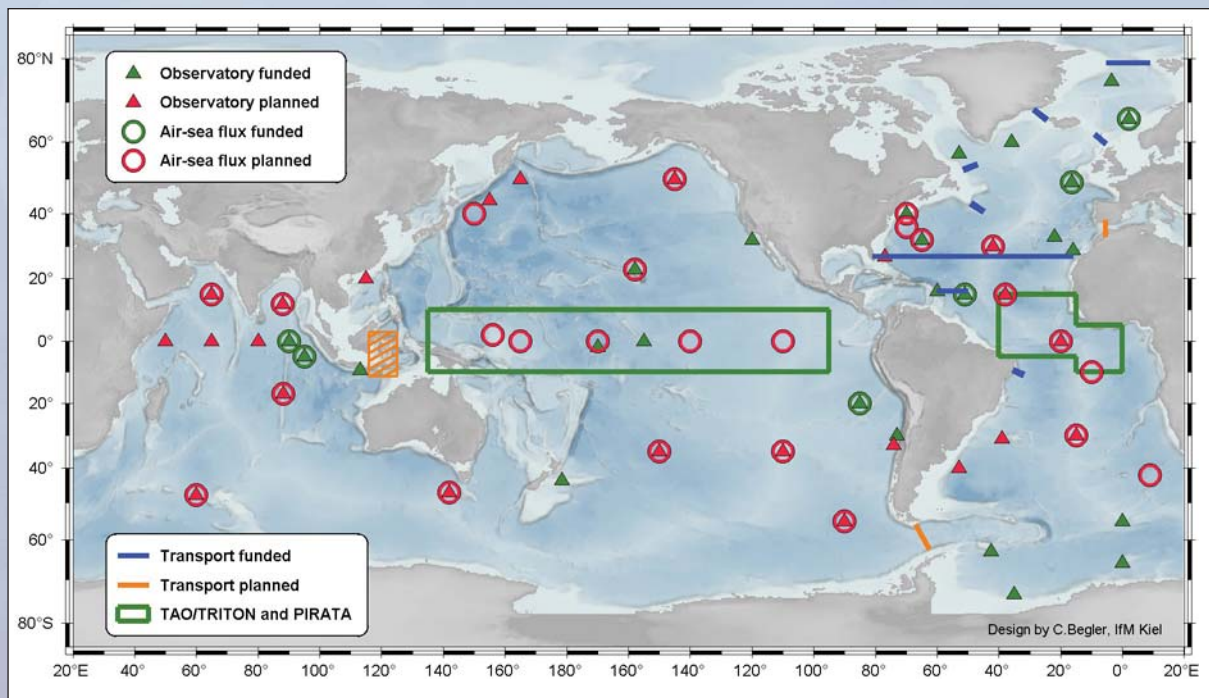 80°N
60°
40°
20°
0°
20°
40°
60°
80°S
Observatory funded
Observatory planned
Air-sea flux funded
Air-sea flux planned
Transport funded
Transport planned
TAO/TRITON and PIRATA
Design by C.Begler, IfM Kiel
20°E 40° 60° 80° 100° 120° 140° 160° 180° 160° 140° 120° 100° 80° 60° 40° 20° 0° 20°E